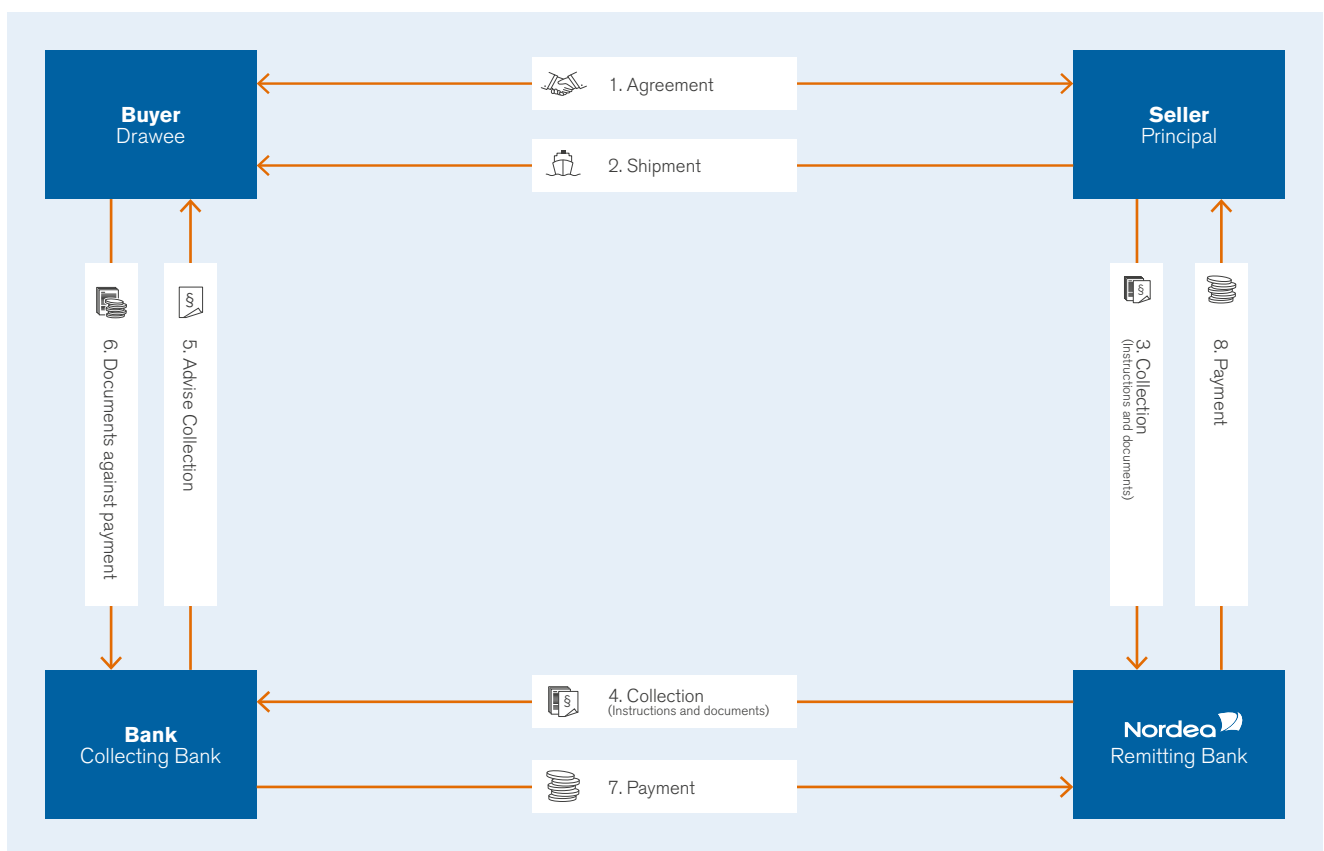 1. Agreement
Buyer
Drawee
Seller
Principal
2. Shipment
6. Documents against payment
5. Advise Collection
3. Collection
(Instructions and documents)
8. Payment
4. Collection
(Instructions and documents)
Bank
Collecting Bank
Nordea
Remitting Bank
7. Payment
§
§
§